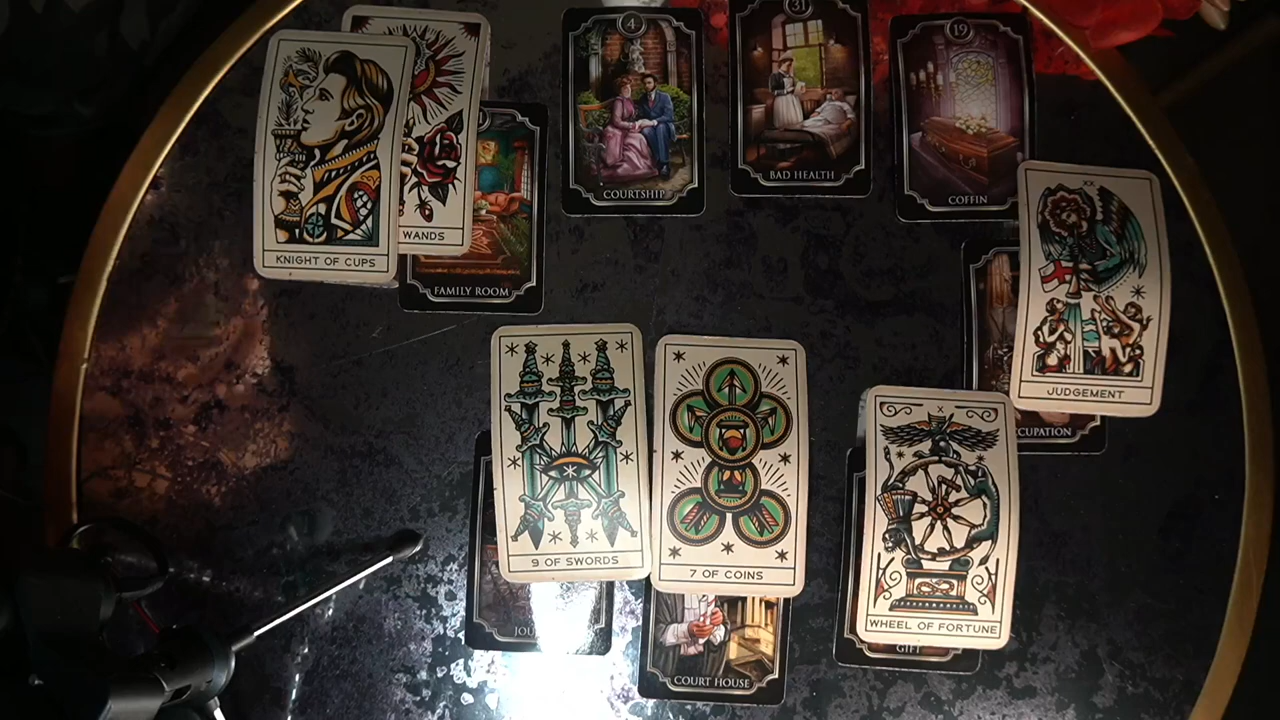 4
31
19
COURTSHIP
BAD HEALTH
COFFIN
WANDS
KNIGHT OF CUPS
FAMILY ROOM
XX
JUDGEMENT
X
9 OF SWORDS
7 OF COINS
WHEEL OF FORTUNE
GIFT
COURT HOUSE